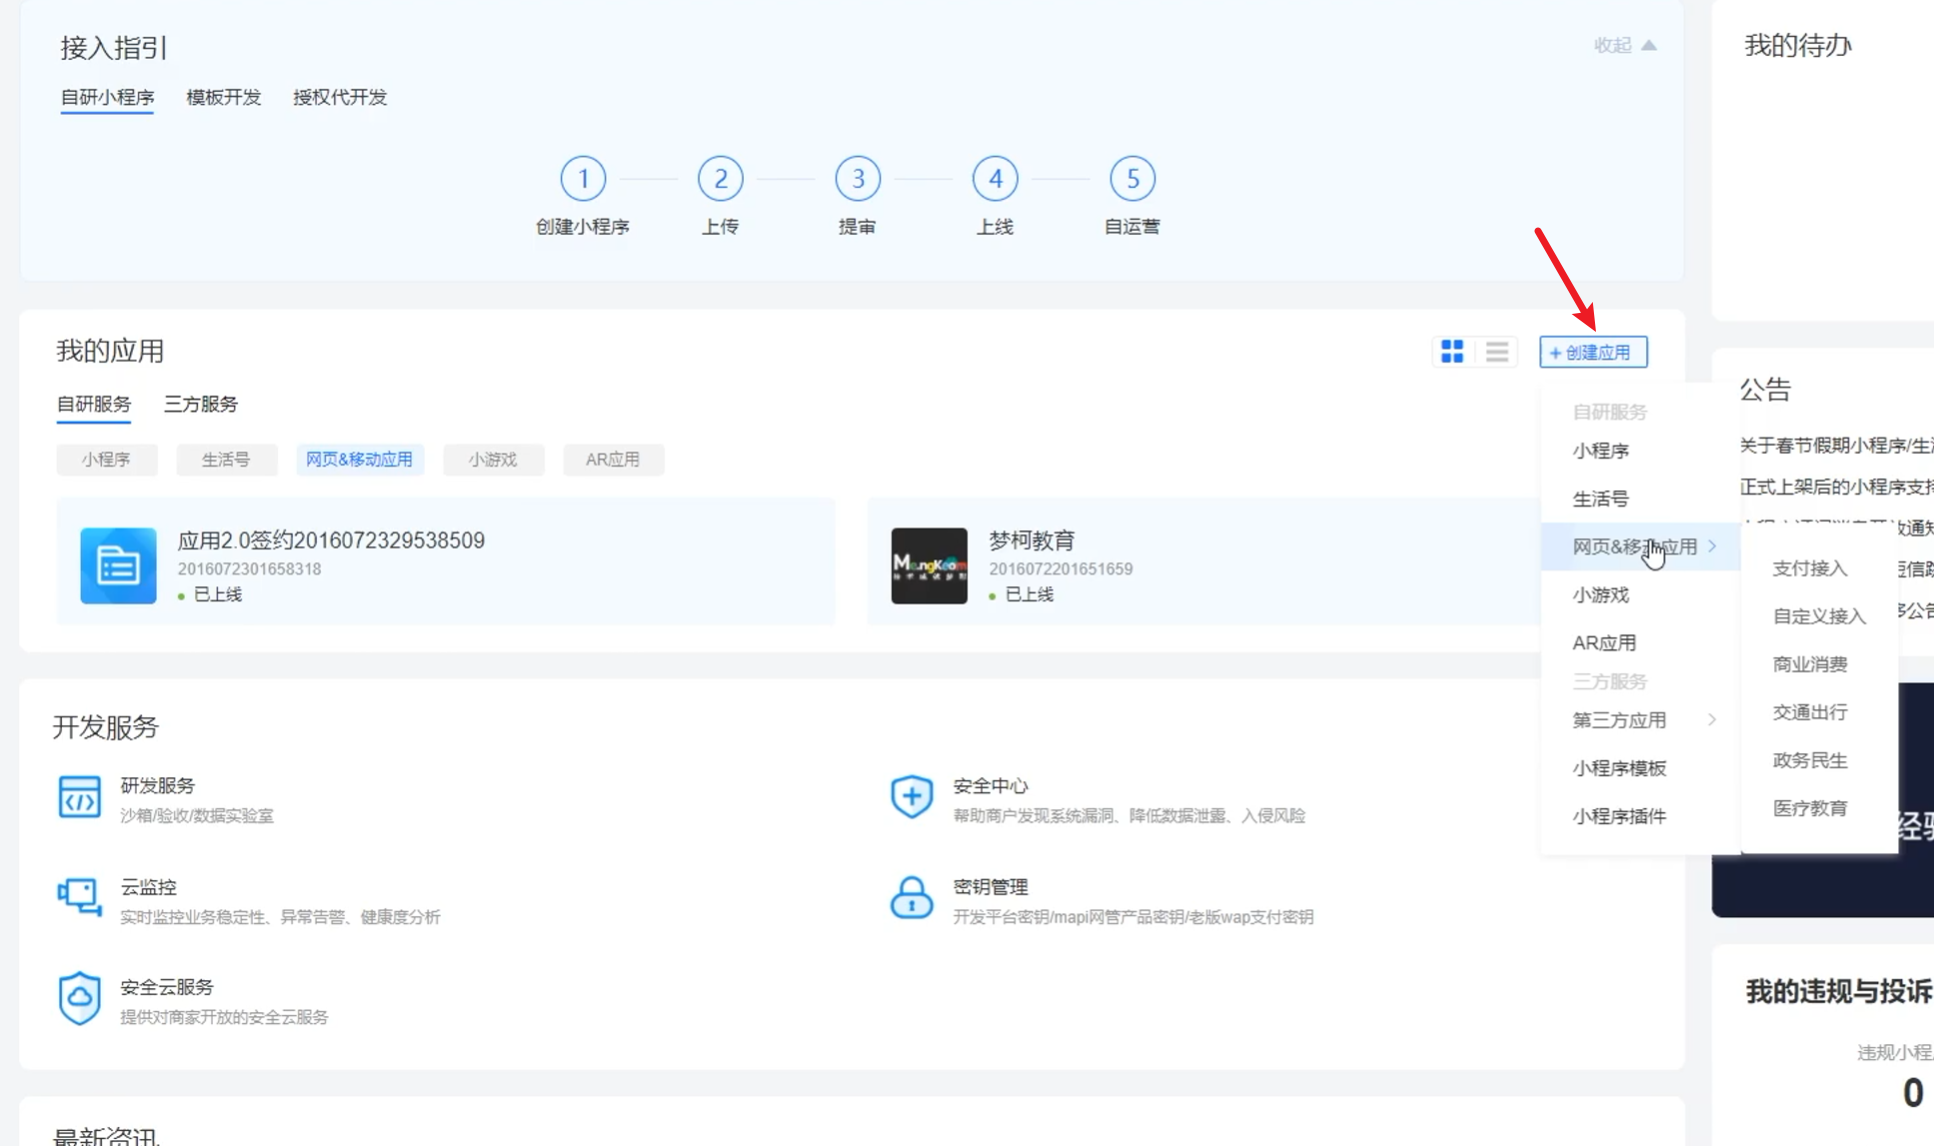 接入指引
收起
自研小程序 模板开发 授权代开发
1 2 3 4 5
创建小程序 上传 提审 上线 自运营
我的应用
+创建应用
自研服务 三方服务
小程序 生活号 网页&移动应用 小游戏 AR应用
应用2.0签约2016072329538509
2016072301658318
已上线
梦柯教育
2016072201651659
已上线
自研服务
小程序
生活号
网页&移动应用
小游戏
AR应用
三方服务
第三方应用
小程序模板
小程序插件
支付接入
自定义接入
商业消费
交通出行
政务民生
医疗教育
开发服务
研发服务
沙箱/验收/数据实验室
安全中心
帮助商户发现系统漏洞、降低数据泄露、入侵风险
云监控
实时监控业务稳定性、异常告警、健康度分析
密钥管理
开发平台密钥/mapi网管产品密钥/老版wap支付密钥
安全云服务
提供对商家开放的安全云服务
最新资讯
我的待办
公告
关于春节假期小程序/生
正式上架后的小程序支持
通知
公告
经验
我的违规与投诉
违规小程
0